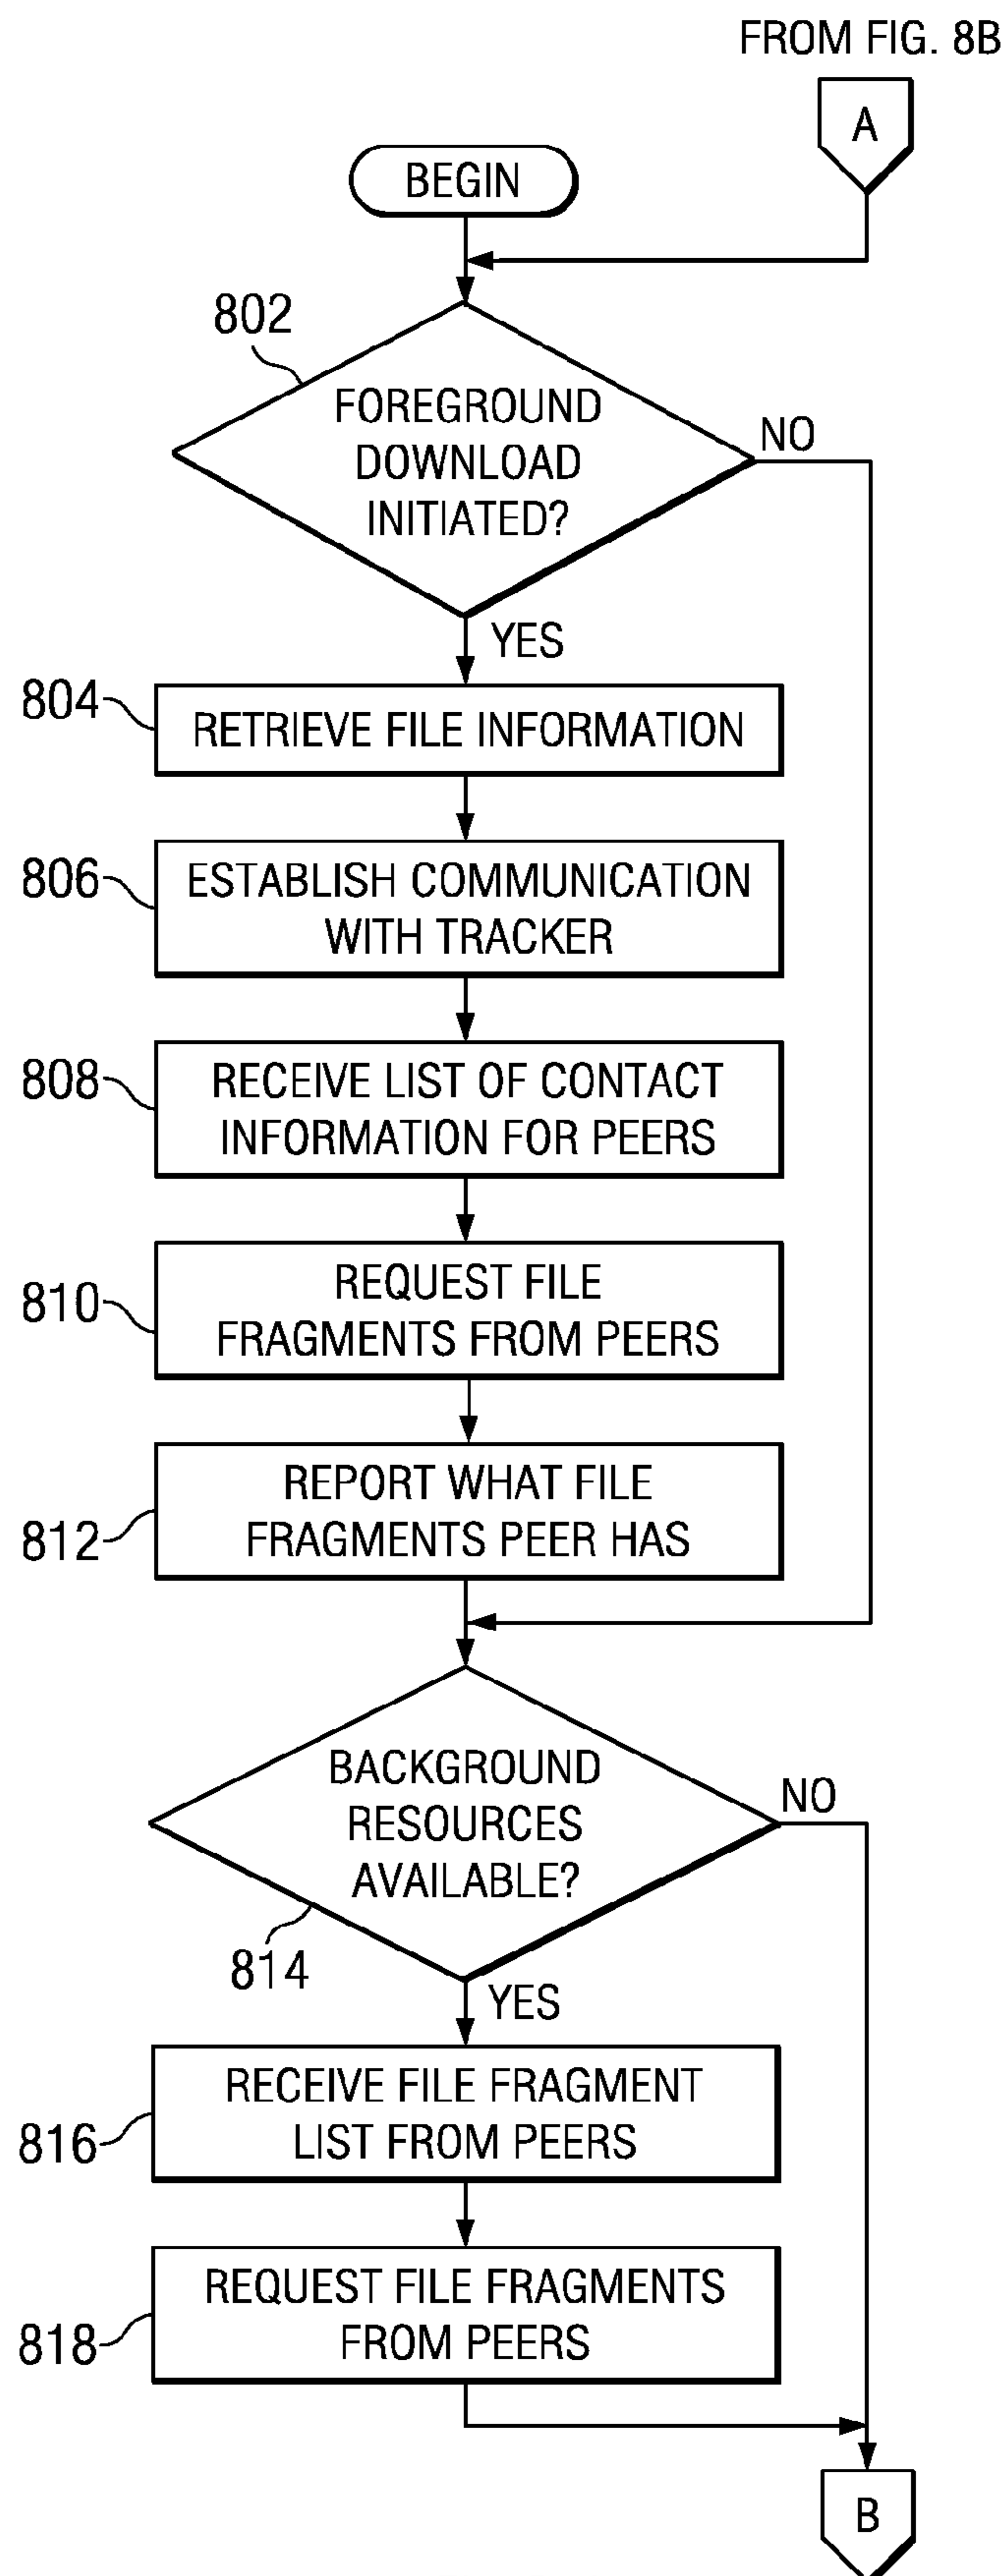 FROM FIG. 8B
A
BEGIN
802
FOREGROUND
DOWNLOAD
INITIATED?
NO
YES
804
RETRIEVE FILE INFORMATION
806
ESTABLISH COMMUNICATION
WITH TRACKER
808
RECEIVE LIST OF CONTACT
INFORMATION FOR PEERS
810
REQUEST FILE
FRAGMENTS FROM PEERS
812
REPORT WHAT FILE
FRAGMENTS PEER HAS
BACKGROUND
RESOURCES
AVAILABLE?
NO
814
YES
816
RECEIVE FILE FRAGMENT
LIST FROM PEERS
818
REQUEST FILE FRAGMENTS
FROM PEERS
B